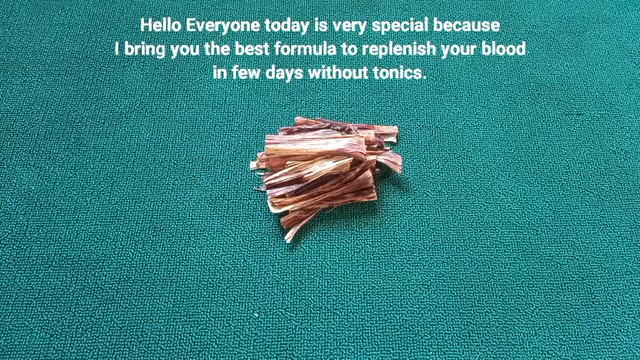 Hello Everyone today is very special because
I bring you the best formula to replenish your blood
in few days without tonics.